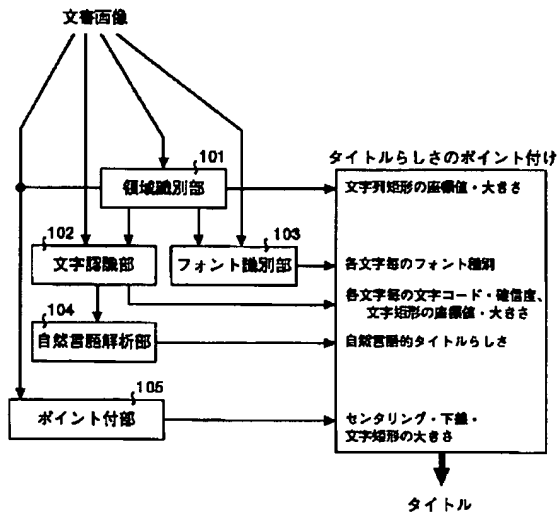 文書画像
101
タイトルらしさのポイント付け
領域識別部
文字列矩形の座標値・大きさ
102
103
文字認識部
フォント識別部
各文字毎のフォント種別
104
各文字毎の文字コード・確信度、
文字矩形の座標値・大きさ
自然言語解析部
自然言語的タイトルらしさ
105
ポイント付部
センタリング・下線・
文字矩形の大きさ
タイトル